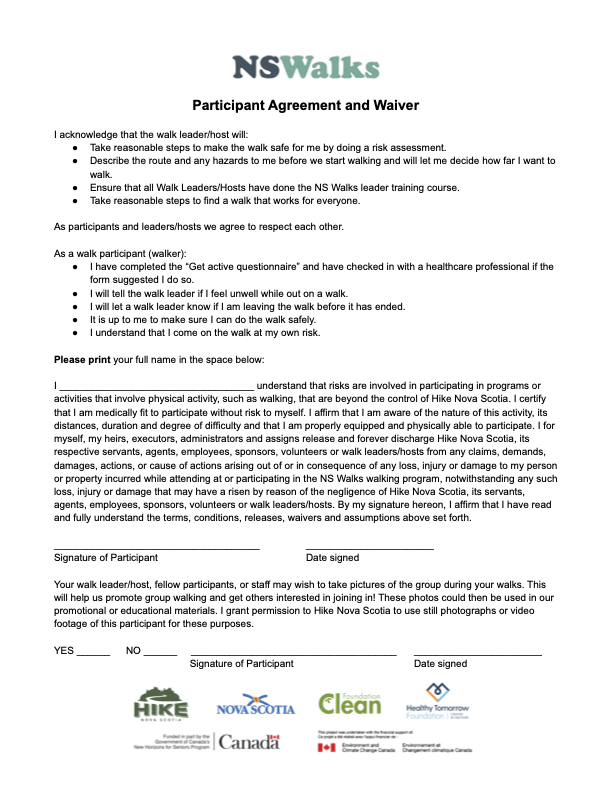 NSWalks
Participant Agreement and Waiver
I acknowledge that the walk leader/host will:
● Take reasonable steps to make the walk safe for me by doing a risk assessment.
● Describe the route and any hazards to me before we start walking and will let me decide how far I want to
walk.
● Ensure that all Walk Leaders/Hosts have done the NS Walks leader training course.
● Take reasonable steps to find a walk that works for everyone.
As participants and leaders/hosts we agree to respect each other.
As a walk participant (walker):
● I have completed the “Get active questionnaire” and have checked in with a healthcare professional if the
form suggested I do so.
● I will tell the walk leader if I feel unwell while out on a walk.
● I will let a walk leader know if I am leaving the walk before it has ended.
● It is up to me to make sure I can do the walk safely.
● I understand that I come on the walk at my own risk.
Please print your full name in the space below:
I ___________________________________ understand that risks are involved in participating in programs or
activities that involve physical activity, such as walking, that are beyond the control of Hike Nova Scotia. I certify
that I am medically fit to participate without risk to myself. I affirm that I am aware of the nature of this activity, its
distances, duration and degree of difficulty and that I am properly equipped and physically able to participate. I for
myself, my heirs, executors, administrators and assigns release and forever discharge Hike Nova Scotia, its
respective servants, agents, employees, sponsors, volunteers or walk leaders/hosts from any claims, demands,
damages, actions, or cause of actions arising out of or in consequence of any loss, injury or damage to my person
or property incurred while attending at or participating in the NS Walks walking program, notwithstanding any such
loss, injury or damage that may have a risen by reason of the negligence of Hike Nova Scotia, its servants,
agents, employees, sponsors, volunteers or walk leaders/hosts. By my signature hereon, I affirm that I have read
and fully understand the terms, conditions, releases, waivers and assumptions above set forth.
_____________________________________ _______________________
Signature of Participant Date signed
Your walk leader/host, fellow participants, or staff may wish to take pictures of the group during your walks. This
will help us promote group walking and get others interested in joining in! These photos could then be used in our
promotional or educational materials. I grant permission to Hike Nova Scotia to use still photographs or video
footage of this participant for these purposes.
YES ______ NO ______ _____________________________________ _______________________
Signature of Participant Date signed
HIKE
NOVA SCOTIA
NOVA SCOTIA
Clean
Foundation
Healthy Tomorrow
Foundation
Funded in part by the
Government of Canada's
New Horizons for Seniors Program
Canada
This project was undertaken with the financial support of:
Ce projet a été réalisé avec l'appui financier de:
Environment and
Climate Change Canada
Environnement et
Changement climatique Canada